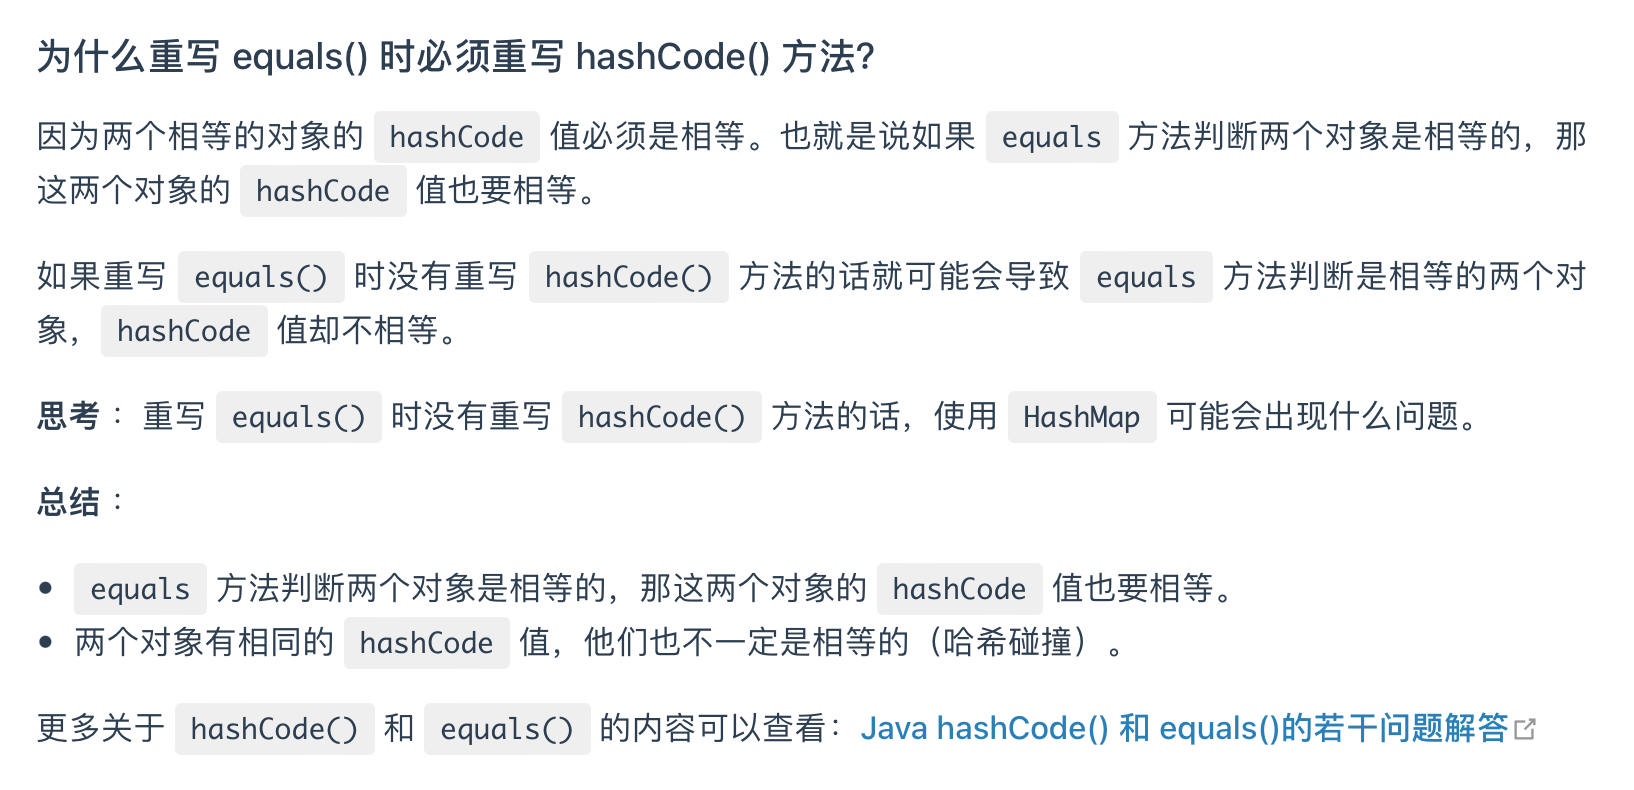 为什么重写 equals() 时必须重写 hashCode() 方法?
因为两个相等的对象的 hashCode 值必须是相等。也就是说如果 equals 方法判断两个对象是相等的，那
这两个对象的 hashCode 值也要相等。
如果重写 equals() 时没有重写 hashCode() 方法的话就可能会导致 equals 方法判断是相等的两个对
象，hashCode 值却不相等。
思考：重写 equals() 时没有重写 hashCode() 方法的话，使用 HashMap 可能会出现什么问题。
总结：
• equals 方法判断两个对象是相等的，那这两个对象的 hashCode 值也要相等。
• 两个对象有相同的 hashCode 值，他们也不一定是相等的（哈希碰撞）。
更多关于 hashCode() 和 equals() 的内容可以查看：Java hashCode() 和 equals()的若干问题解答